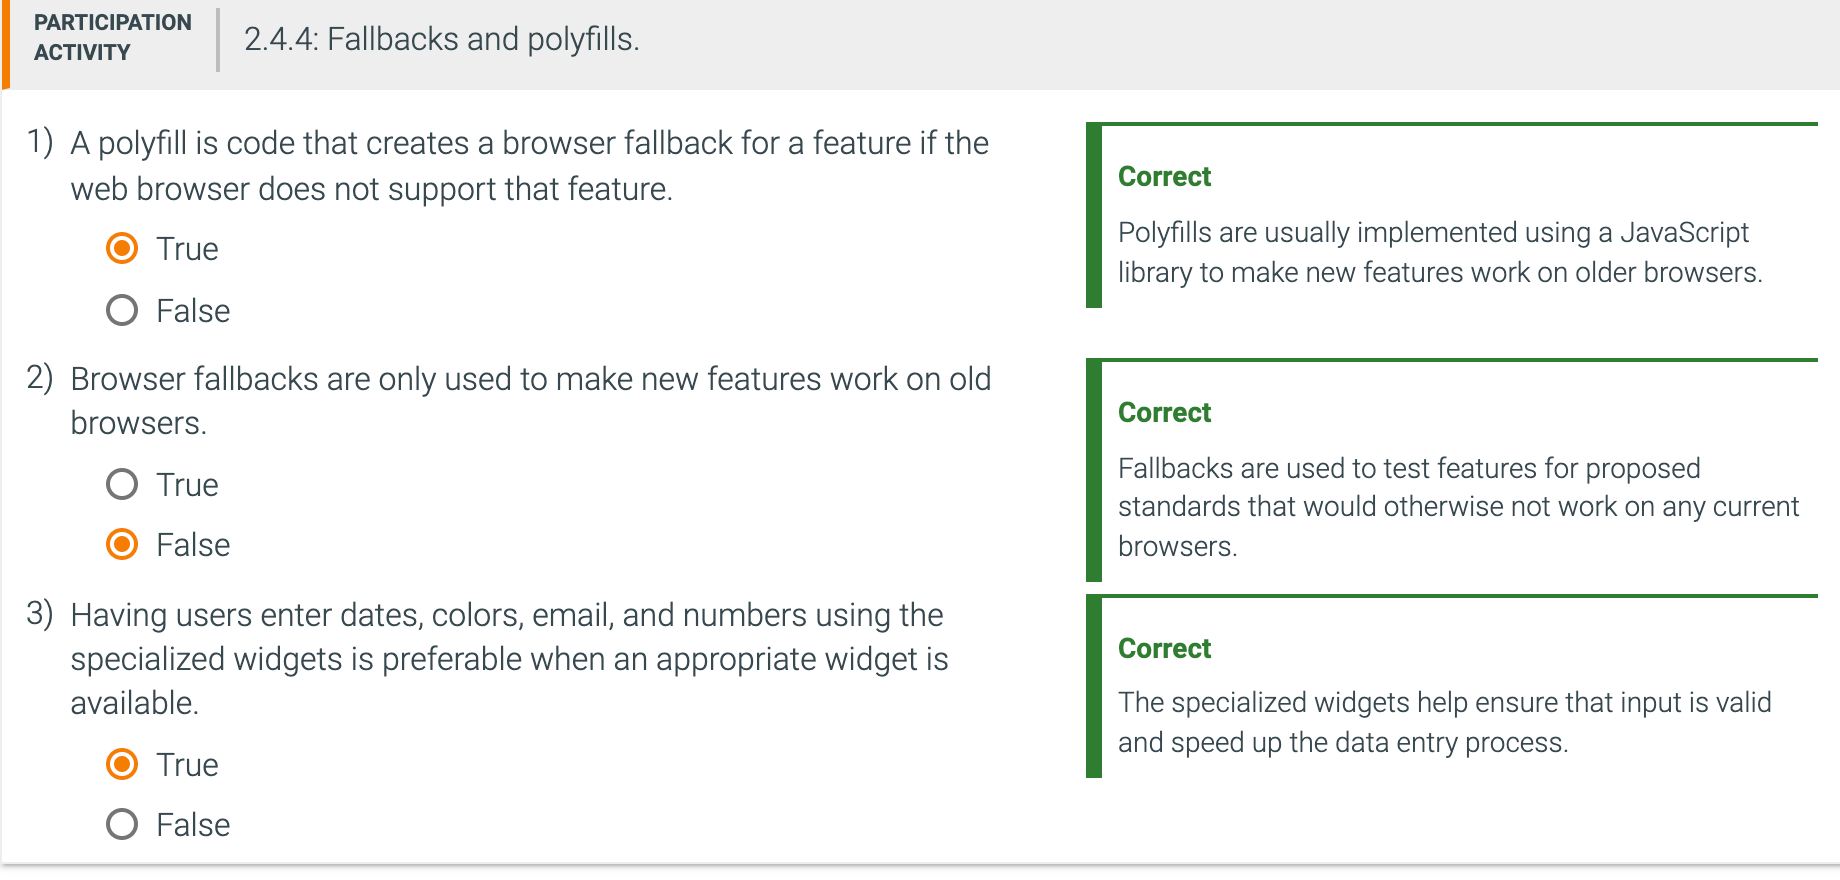 PARTICIPATION
ACTIVITY
2.4.4: Fallbacks and polyfills.
1) A polyfill is code that creates a browser fallback for a feature if the
web browser does not support that feature.
True
False
Correct
Polyfills are usually implemented using a JavaScript
library to make new features work on older browsers.
2) Browser fallbacks are only used to make new features work on old
browsers.
True
False
Correct
Fallbacks are used to test features for proposed
standards that would otherwise not work on any current
browsers.
3) Having users enter dates, colors, email, and numbers using the
specialized widgets is preferable when an appropriate widget is
available.
True
False
Correct
The specialized widgets help ensure that input is valid
and speed up the data entry process.